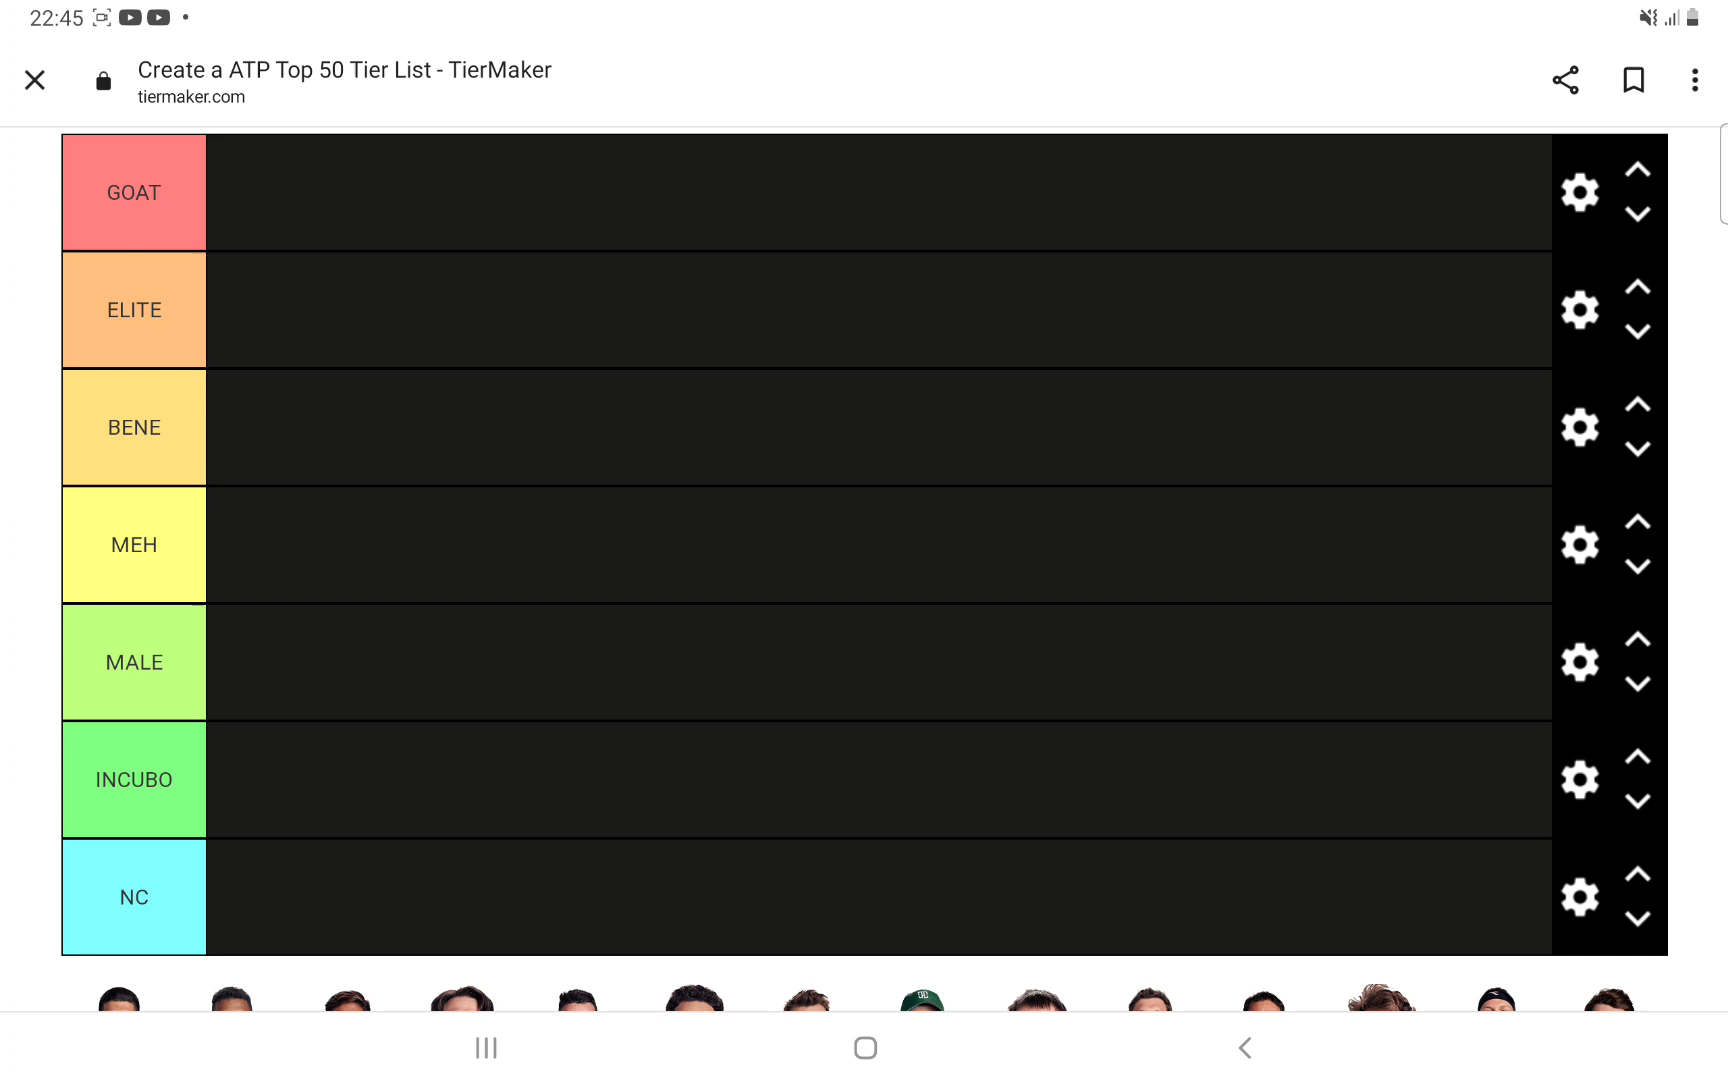 22:45
Create a ATP Top 50 Tier List - TierMaker
tiermaker.com
GOAT
ELITE
BENE
MEH
MALE
INCUBO
NC